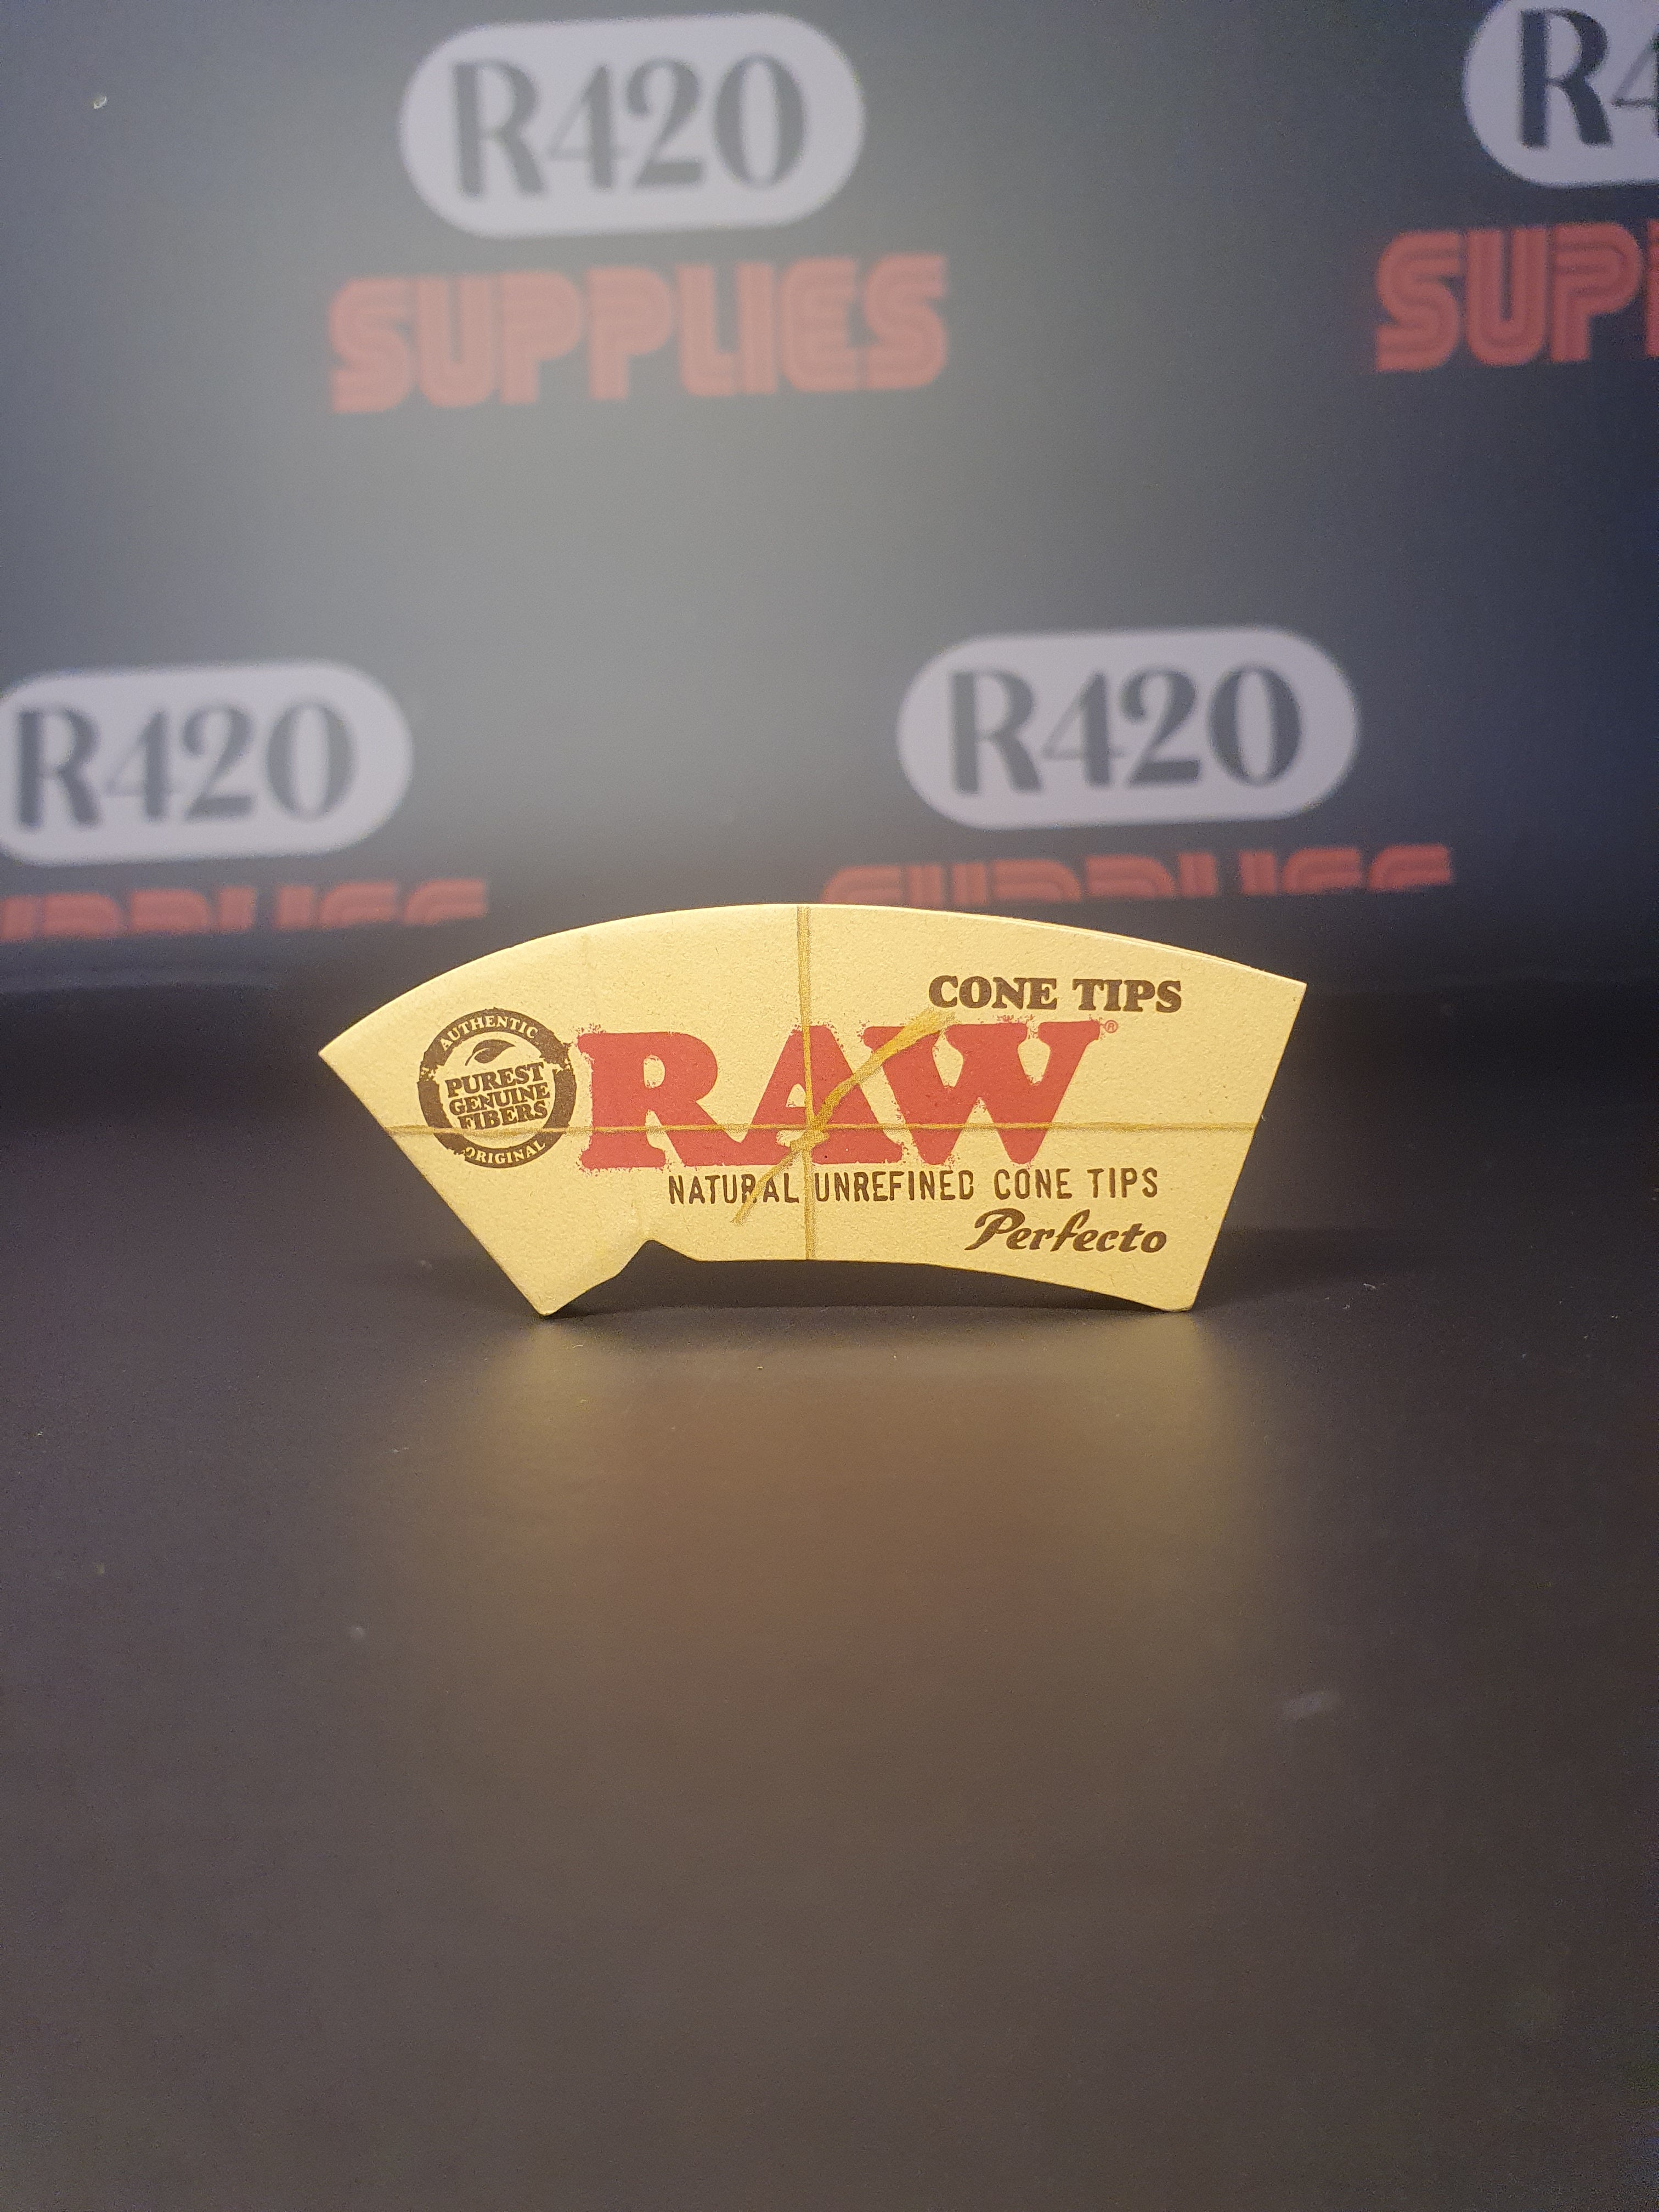 R420
SUPPLIES
R4
SUP
R420
R420
SUPPLIES
CONE TIPS
RAW®
AUTHENTIC
PUREST
GENUINE
FIBERS
ORIGINAL
NATURAL UNREFINED CONE TIPS
Perfecto